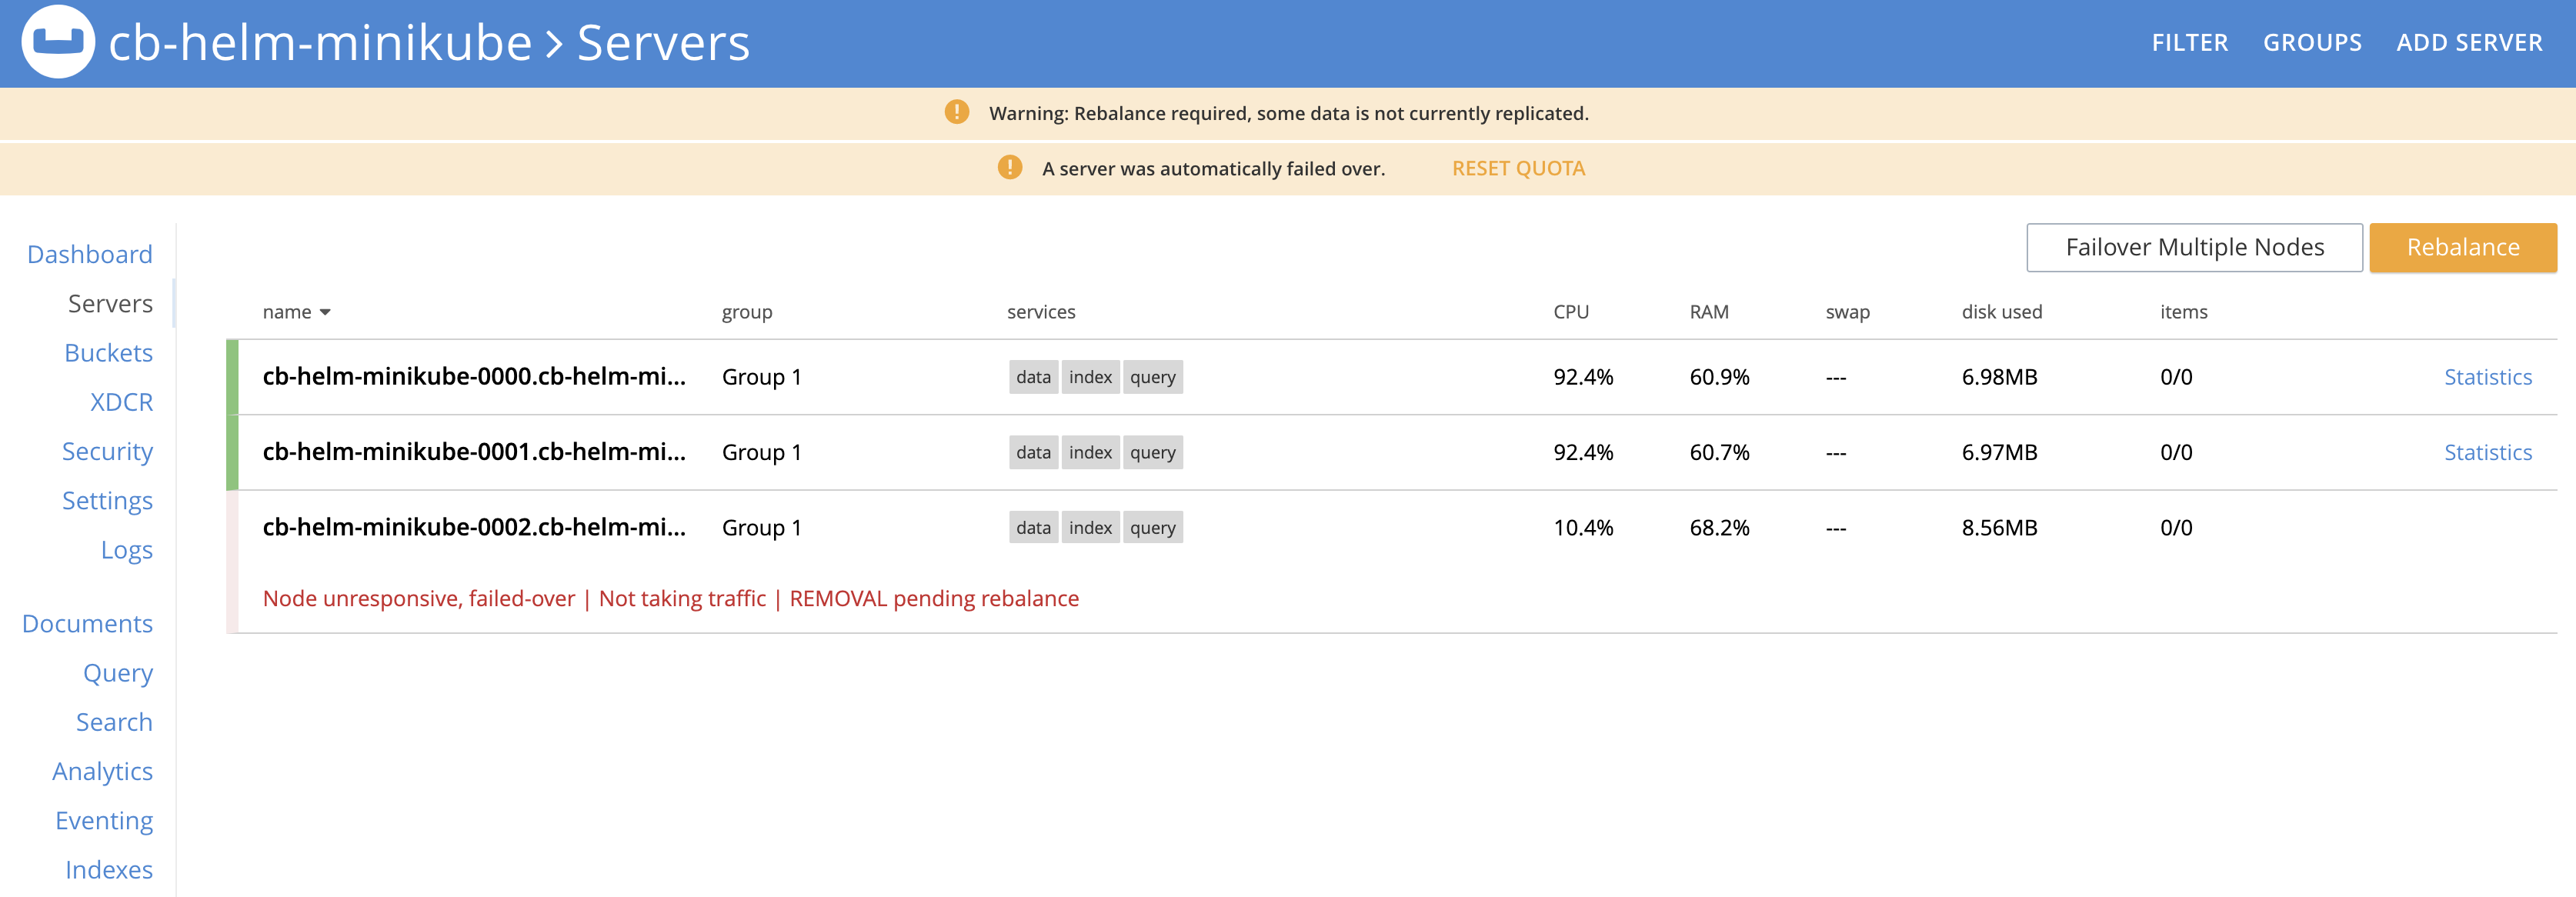 cb-helm-minikube > Servers
FILTER GROUPS ADD SERVER
Warning: Rebalance required, some data is not currently replicated.
A server was automatically failed over. RESET QUOTA
Failover Multiple Nodes Rebalance
Dashboard
Servers
Buckets
XDCR
Security
Settings
Logs
Documents
Query
Search
Analytics
Eventing
Indexes
name group services CPU RAM swap disk used items
cb-helm-minikube-0000.cb-helm-mi... Group 1 data index query 92.4% 60.9% --- 6.98MB 0/0 Statistics
cb-helm-minikube-0001.cb-helm-mi... Group 1 data index query 92.4% 60.7% --- 6.97MB 0/0 Statistics
cb-helm-minikube-0002.cb-helm-mi... Group 1 data index query 10.4% 68.2% --- 8.56MB 0/0
Node unresponsive, failed-over | Not taking traffic | REMOVAL pending rebalance